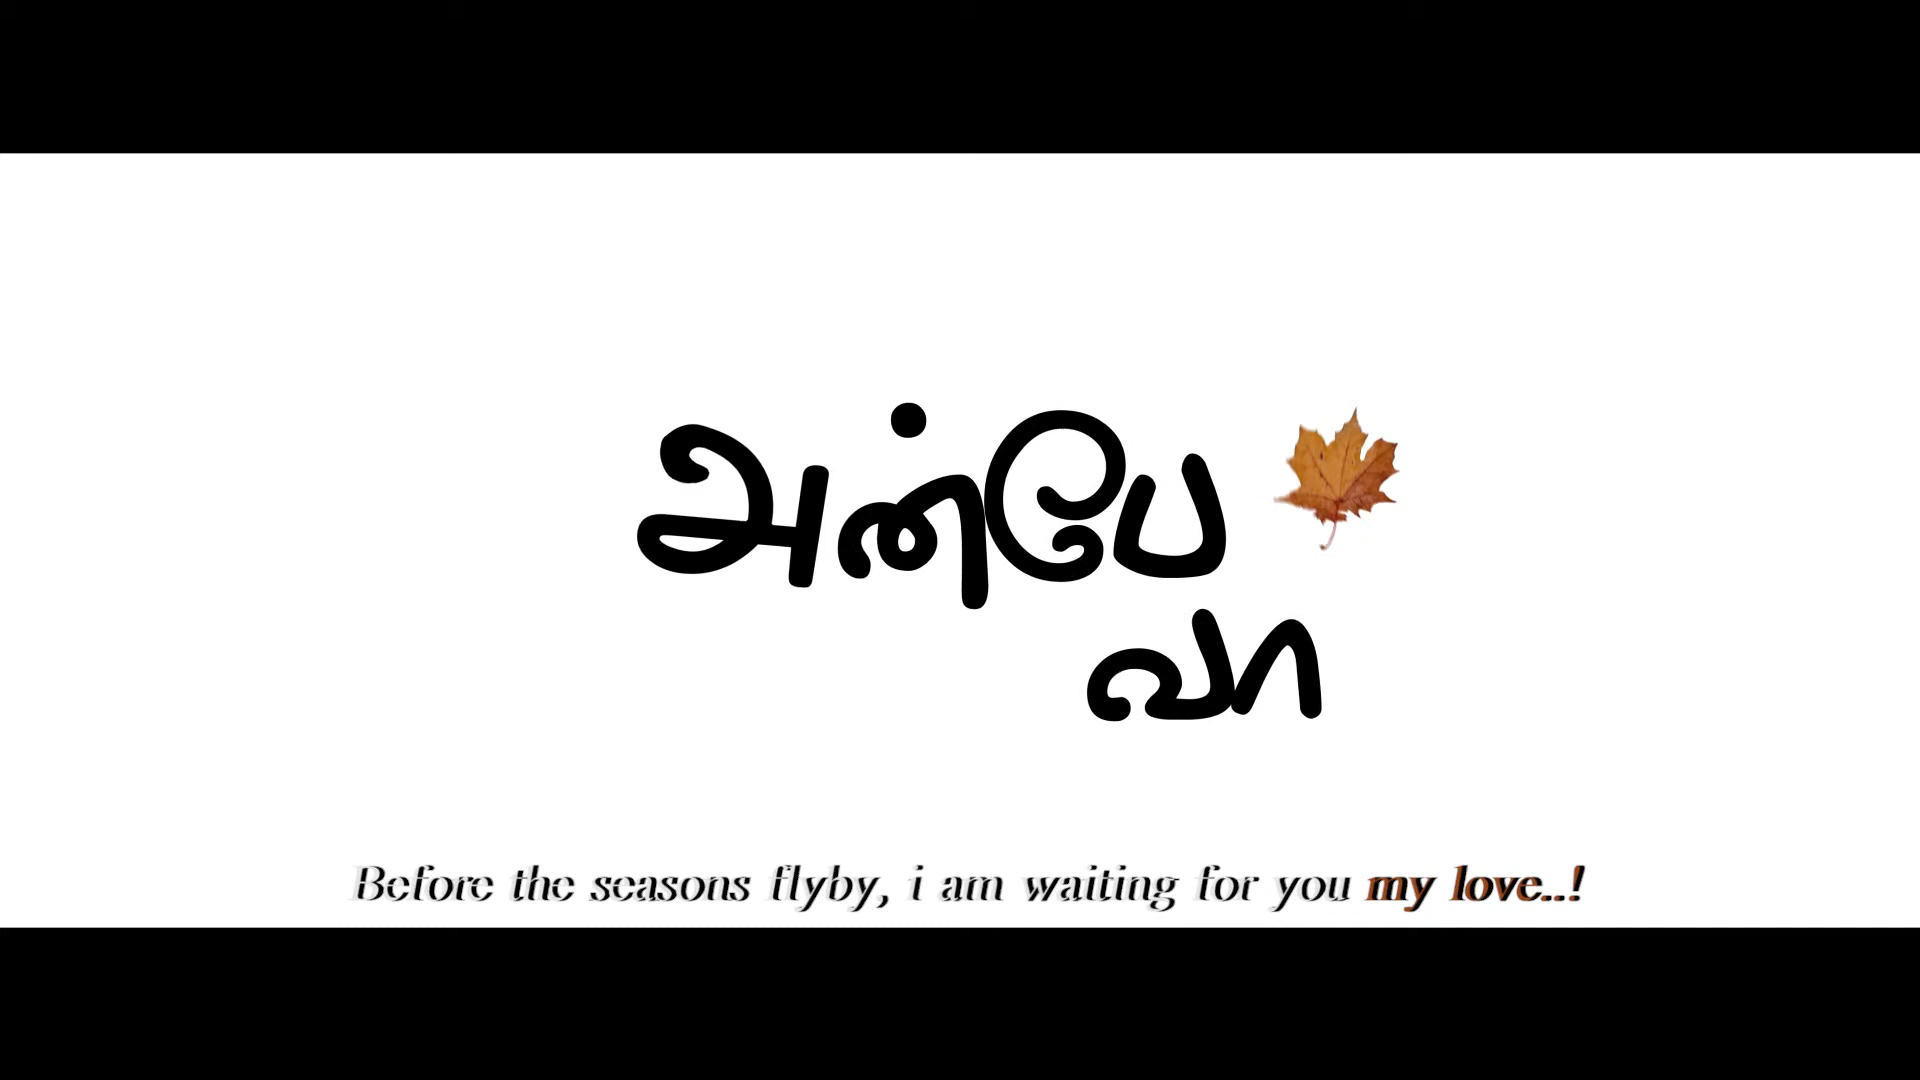 அன்பே
வா
Before the seasons flyby, i am waiting for you my love..!